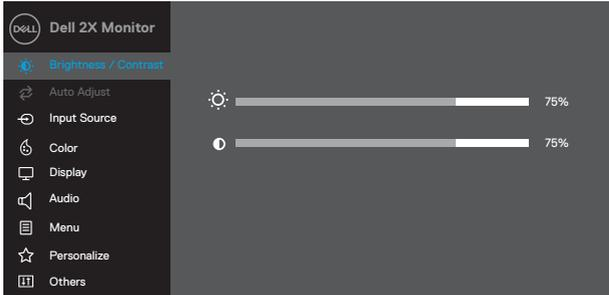 DELL
Dell 2X Monitor
Brightness / Contrast
Auto Adjust
Input Source
Color
Display
Audio
Menu
Personalize
Others
75%
75%